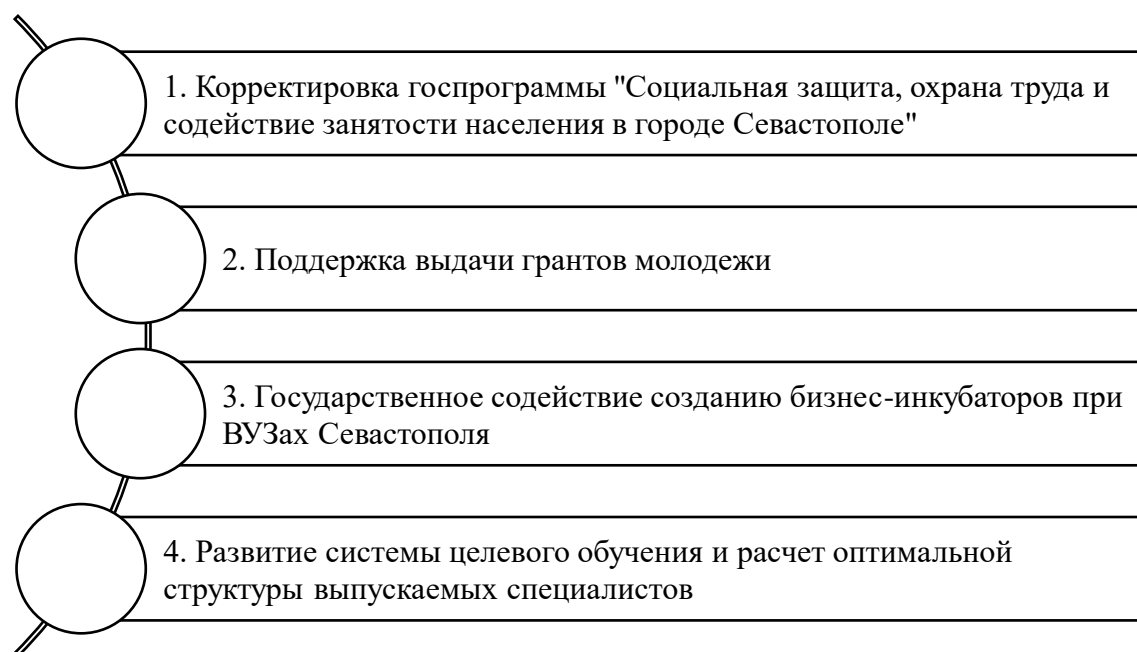 1. Корректировка госпрограммы "Социальная защита, охрана труда и
содействие занятости населения в городе Севастополе"
2. Поддержка выдачи грантов молодежи
3. Государственное содействие созданию бизнес-инкубаторов при
ВУЗах Севастополя
4. Развитие системы целевого обучения и расчет оптимальной
структуры выпускаемых специалистов